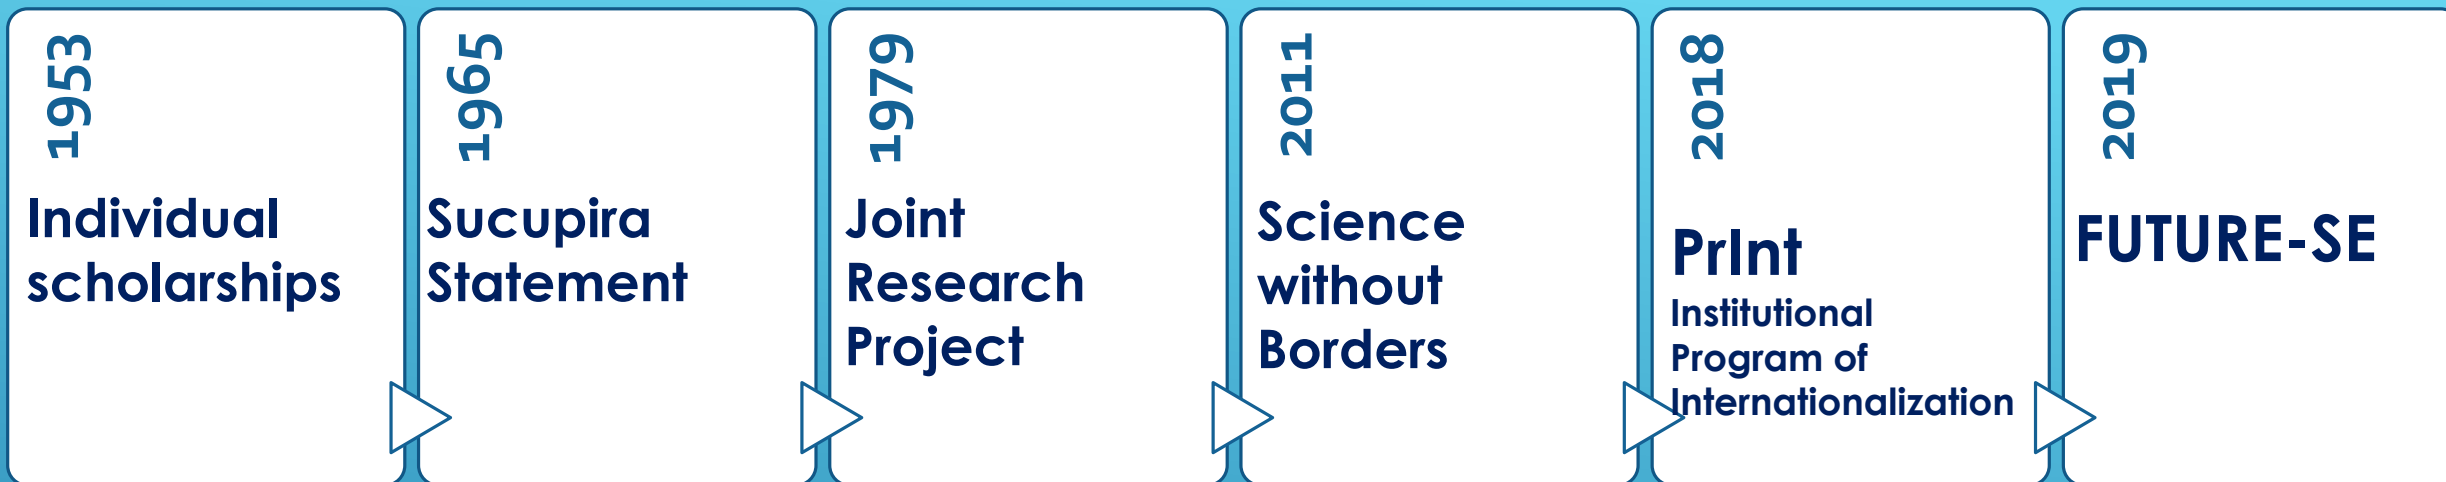 1953
Individual
scholarships
1965
Sucupira
Statement
1979
Joint
Research
Project
2011
Science
without
Borders
2018
PrInt
Institutional
Program of
Internationalization
2019
FUTURE-SE